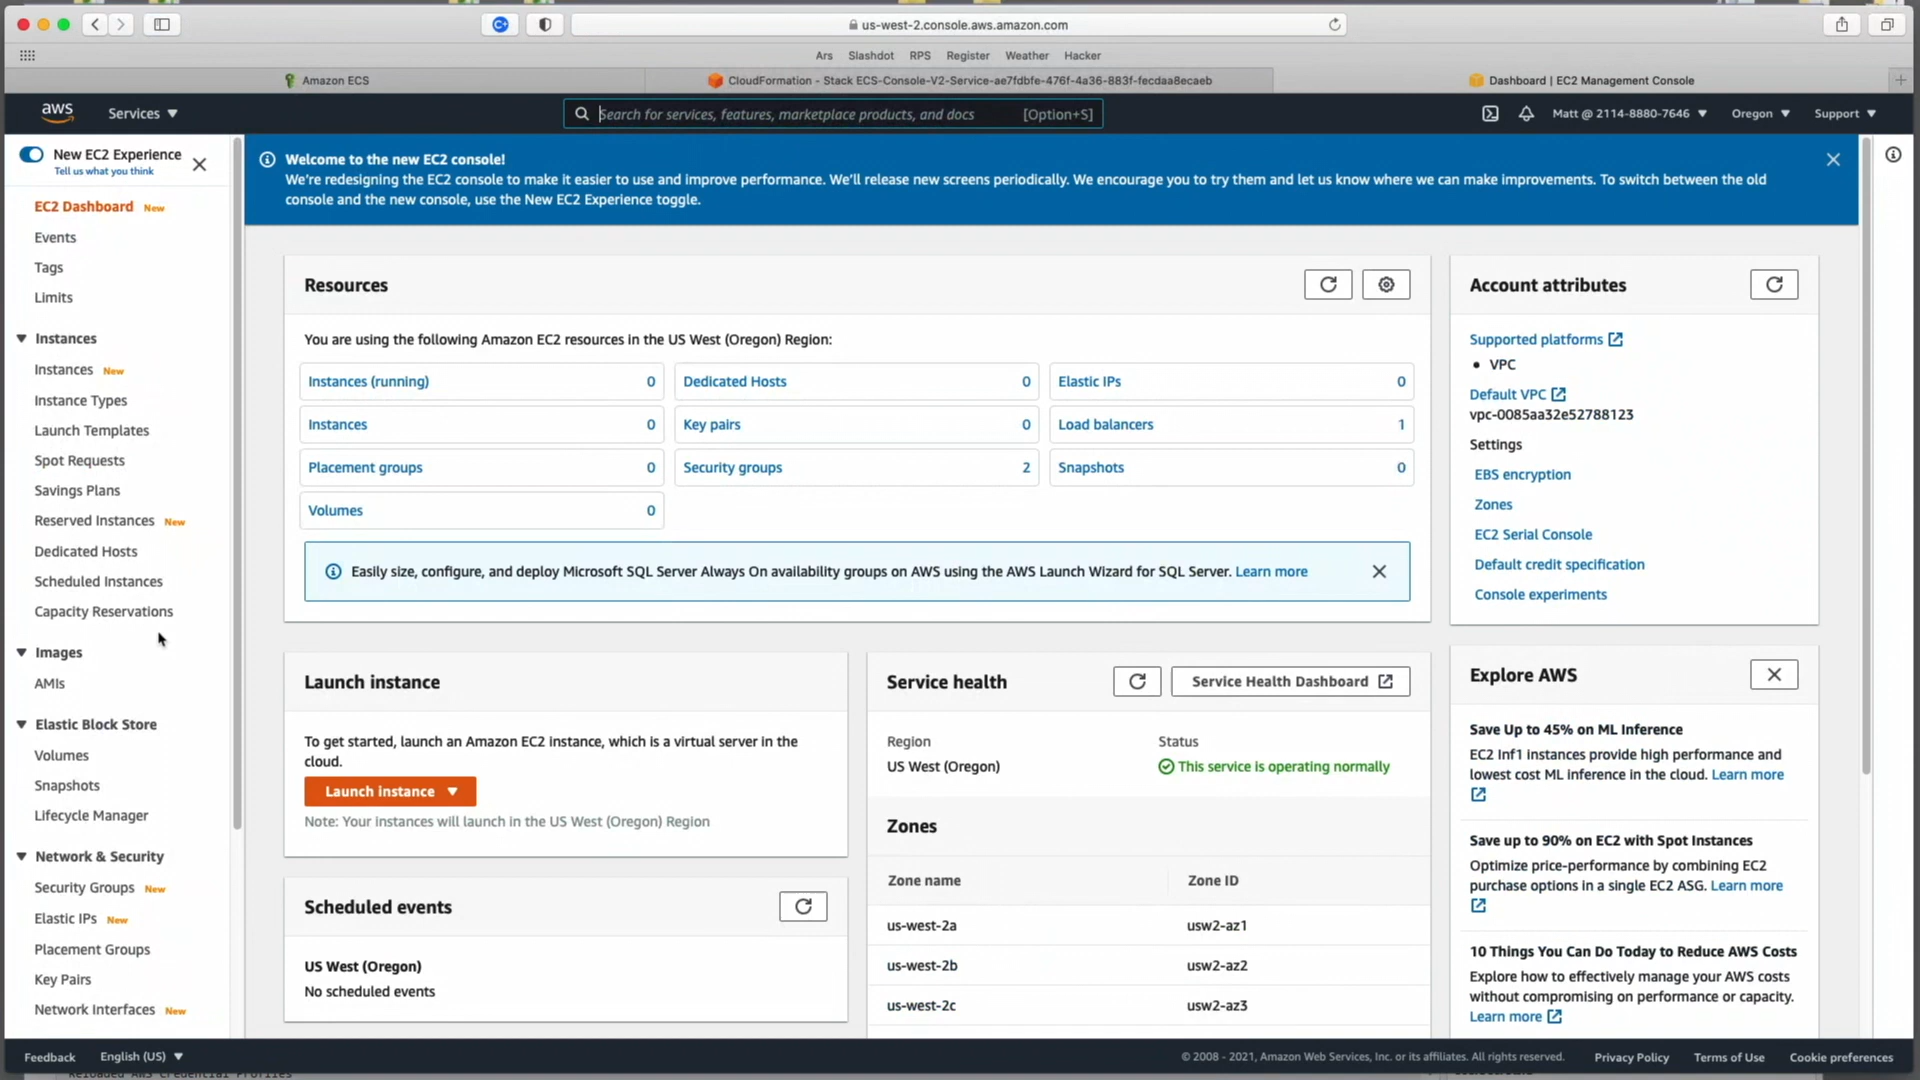 us-west-2.console.aws.amazon.com
Ars Slashdot RPS Register Weather Hacker
Amazon ECS
CloudFormation - Stack ECS-Console-V2-Service-ae7fdbfe-476f-4a36-883f-fecdaa8ecaeb
Dashboard | EC2 Management Console
aws Services
Search for services, features, marketplace products, and docs [Option+S]
Matt @ 2114-8880-7646 Oregon Support
New EC2 Experience
Tell us what you think
EC2 Dashboard New
Events
Tags
Limits
Instances
Instances New
Instance Types
Launch Templates
Spot Requests
Savings Plans
Reserved Instances New
Dedicated Hosts
Scheduled Instances
Capacity Reservations
Images
AMIs
Elastic Block Store
Volumes
Snapshots
Lifecycle Manager
Network & Security
Security Groups New
Elastic IPs New
Placement Groups
Key Pairs
Network Interfaces New
Welcome to the new EC2 console!
We're redesigning the EC2 console to make it easier to use and improve performance. We'll release new screens periodically. We encourage you to try them and let us know where we can make improvements. To switch between the old
console and the new console, use the New EC2 Experience toggle.
Resources
You are using the following Amazon EC2 resources in the US West (Oregon) Region:
Instances (running) 0 Dedicated Hosts 0 Elastic IPs 0
Instances 0 Key pairs 0 Load balancers 1
Placement groups 0 Security groups 2 Snapshots 0
Volumes 0
Easily size, configure, and deploy Microsoft SQL Server Always On availability groups on AWS using the AWS Launch Wizard for SQL Server. Learn more
Launch instance
To get started, launch an Amazon EC2 instance, which is a virtual server in the
cloud.
Launch instance
Note: Your instances will launch in the US West (Oregon) Region
Scheduled events
US West (Oregon)
No scheduled events
Service health
Service Health Dashboard
Region Status
US West (Oregon) This service is operating normally
Zones
Zone name Zone ID
us-west-2a usw2-az1
us-west-2b usw2-az2
us-west-2c usw2-az3
Account attributes
Supported platforms
• VPC
Default VPC
vpc-0085aa32e52788123
Settings
EBS encryption
Zones
EC2 Serial Console
Default credit specification
Console experiments
Explore AWS
Save Up to 45% on ML Inference
EC2 Inf1 instances provide high performance and
lowest cost ML inference in the cloud. Learn more
Save up to 90% on EC2 with Spot Instances
Optimize price-performance by combining EC2
purchase options in a single EC2 ASG. Learn more
10 Things You Can Do Today to Reduce AWS Costs
Explore how to effectively manage your AWS costs
without compromising on performance or capacity.
Learn more
Feedback English (US)
© 2008 - 2021, Amazon Web Services, Inc. or its affiliates. All rights reserved. Privacy Policy Terms of Use Cookie preferences